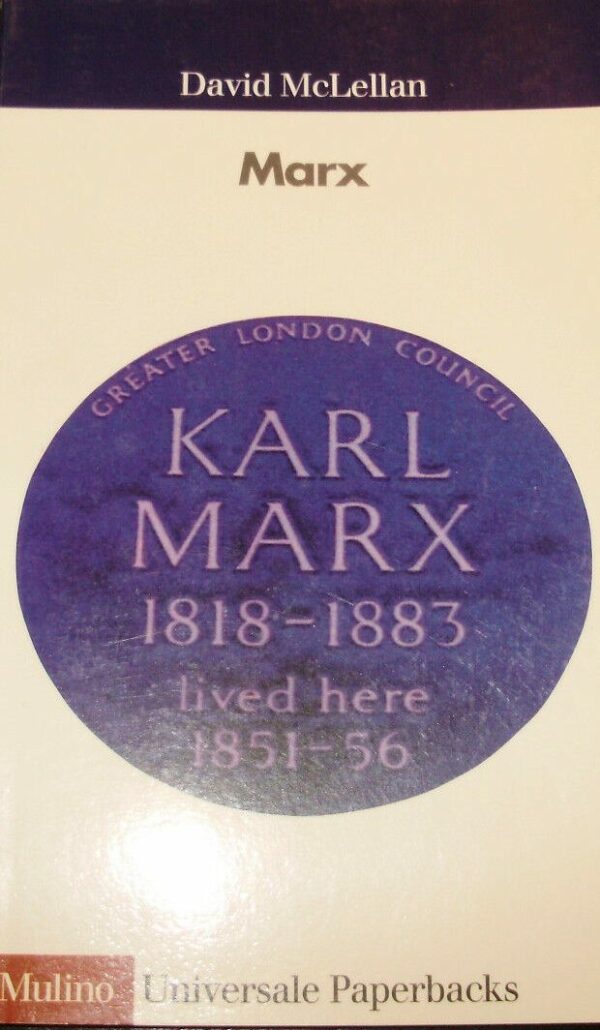 David McLellan
Marx
GREATER LONDON COUNCIL
KARL
MARX
1818-1883
lived here
1851-56
Mulino Universale Paperbacks